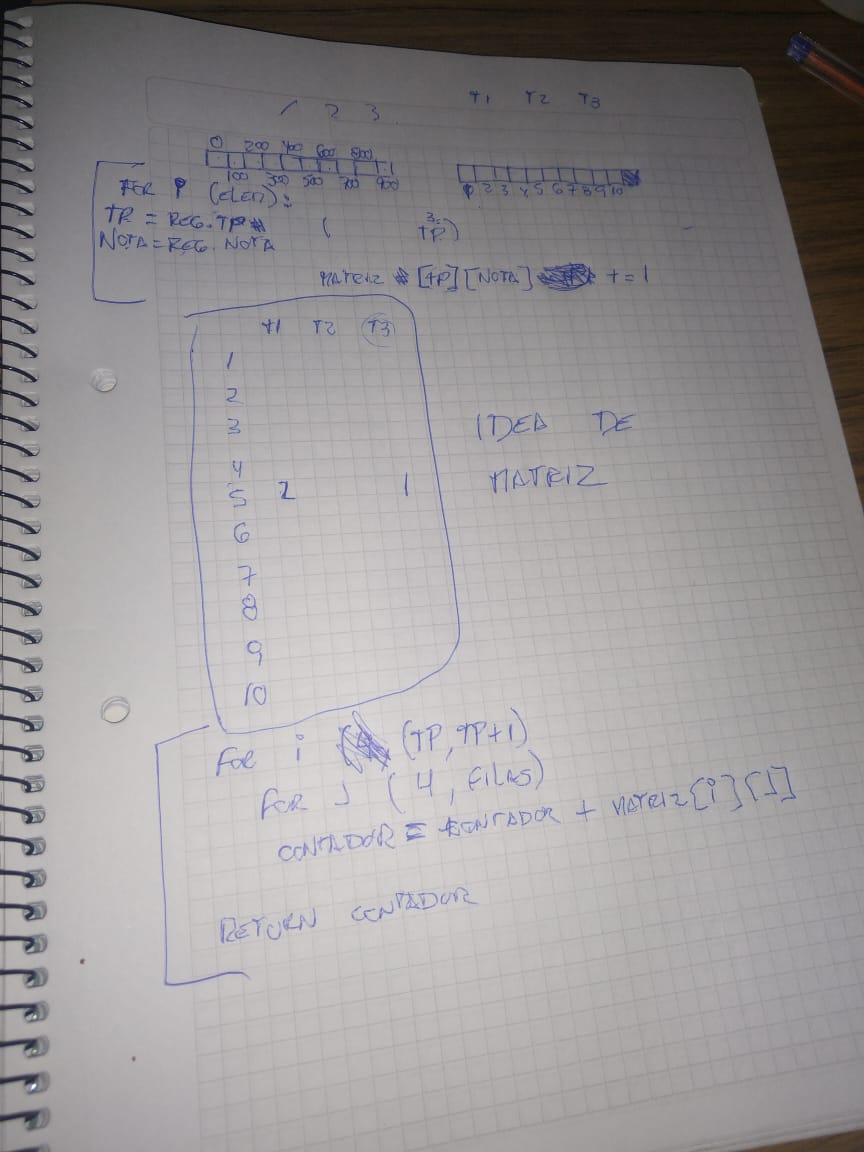 T1 T2 T3
1 2 3
0 200 400 600 800
100 300 500 700 900
1 2 3 4 5 6 7 8 9 10
FOR i (elem):
TP = REG.TP
NOTA = REG. NOTA
( TP)
MATRIZ [TP] [NOTA] += 1
T1 T2 T3
1
2
3
4
5 2 1
6
7
8
9
10
IDEA DE
MATRIZ
FOR i (TP, TP+1)
FOR J (4, FILAS)
CONTADOR = CONTADOR + MATRIZ[i][J]
RETURN CONTADOR